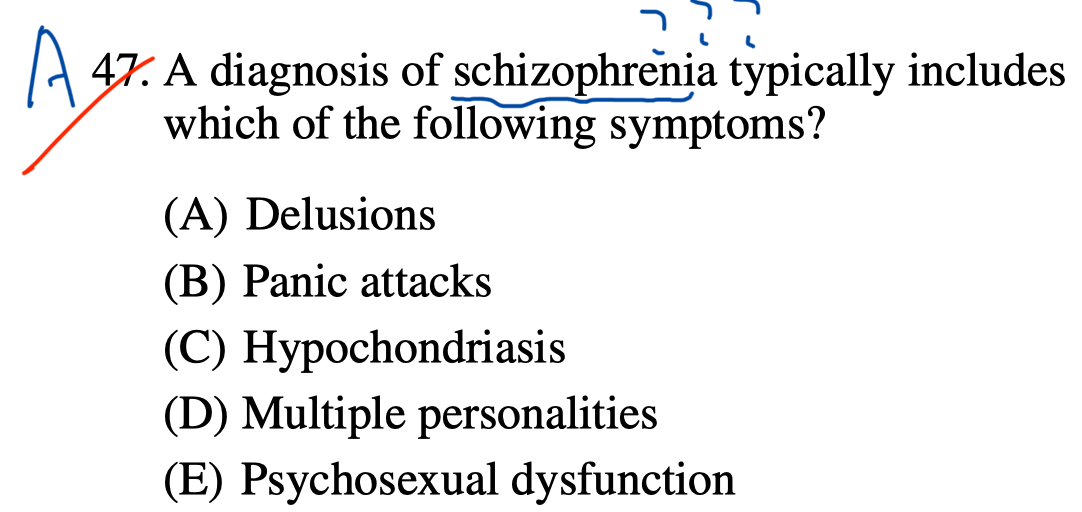 ? ? ?
A 47. A diagnosis of schizophrenia typically includes
which of the following symptoms?
(A) Delusions
(B) Panic attacks
(C) Hypochondriasis
(D) Multiple personalities
(E) Psychosexual dysfunction